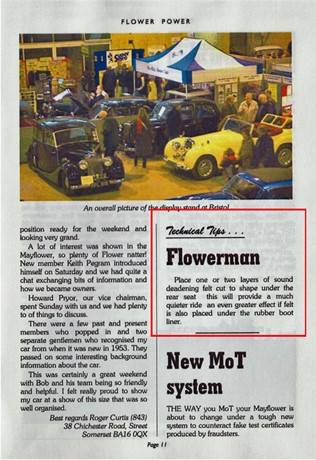 FLOWER POWER
An overall picture of the display stand at Bristol
position ready for the weekend and
looking very grand.
A lot of interest was shown in the
Mayflower, so plenty of Flower natter!
New member Keith Pegram introduced
himself on Saturday and we had quite a
chat exchanging bits of information and
how we became owners.
Howard Pryor, our vice chairman,
spent Sunday with us and we had plenty
to of things to discuss.
There were a few past and present
members who popped in and two
separate gentlemen who recognised my
car from when it was new in 1953. They
passed on some interesting background
information about the car.
This was certainly a great weekend
with Bob and his team being so friendly
and helpful. I felt really proud to show
my car at a show of this size that was so
well organised.
Best regards Roger Curtis (843)
38 Chichester Road, Street
Somerset BA16 0QX
Technical Tips . . .
Flowerman
Place one or two layers of sound
deadening felt cut to shape under the
rear seat this will provide a much
quieter ride an even greater effect if felt
is also placed under the rubber boot
liner.
New MoT
system
THE WAY you MoT your Mayflower is
about to change under a tough new
system to counteract fake test certificates
produced by fraudsters.
Page 11